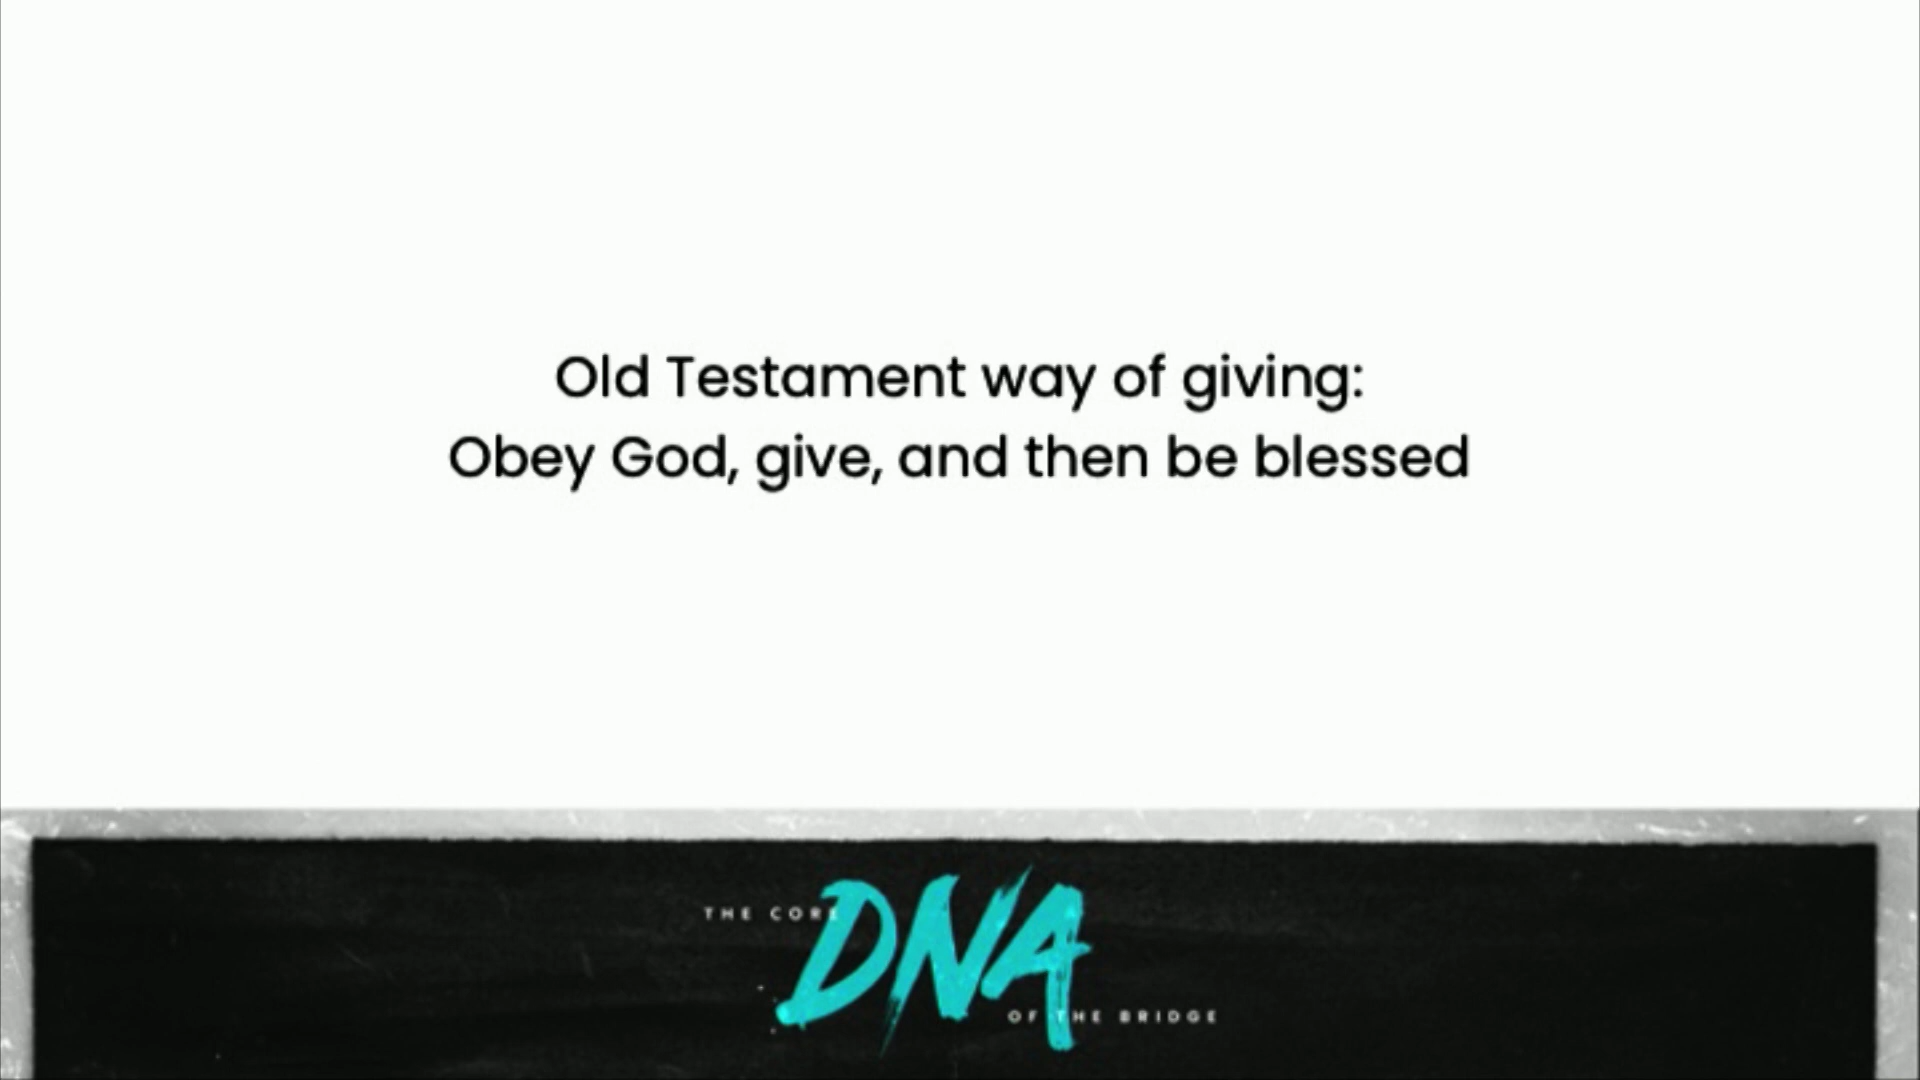 Old Testament way of giving:
Obey God, give, and then be blessed
THE CORE
DNA
OF THE BRIDGE